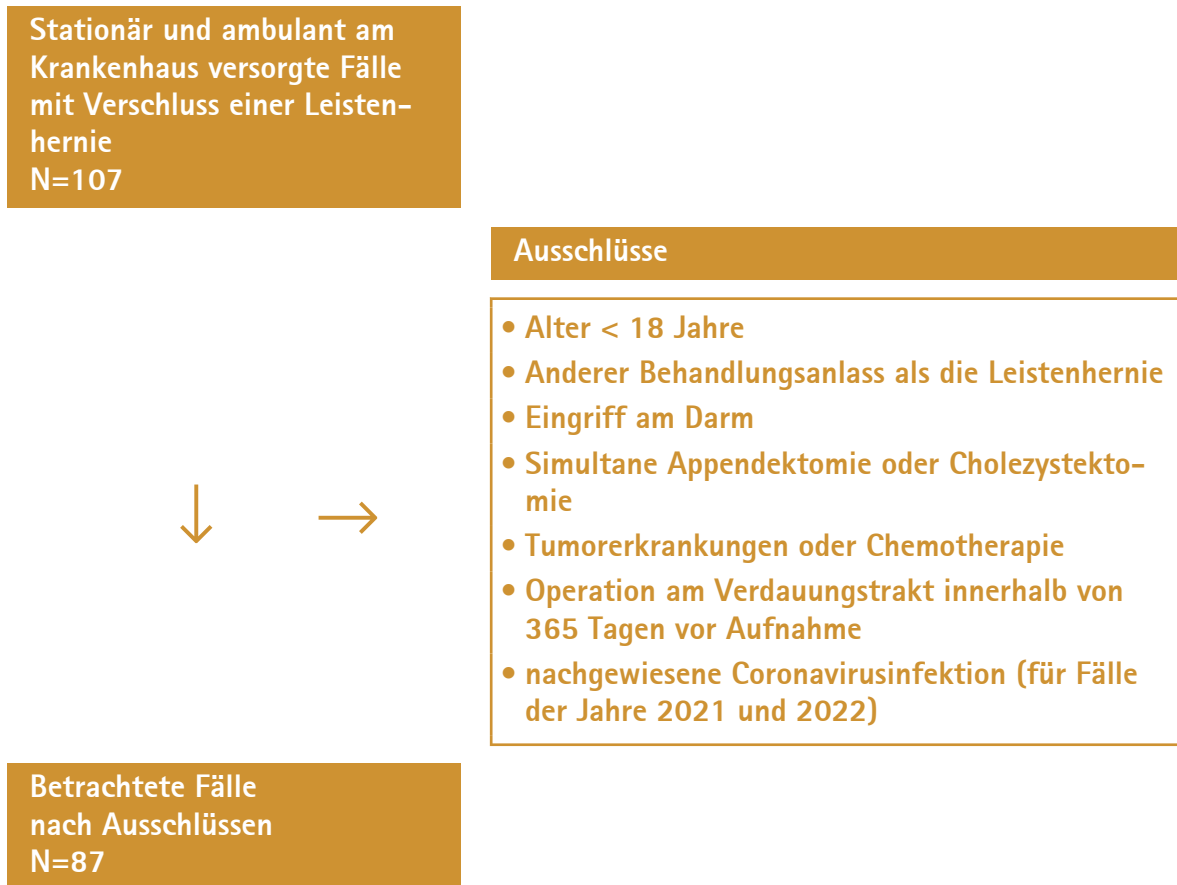 Stationär und ambulant am
Krankenhaus versorgte Fälle
mit Verschluss einer Leisten-
hernie
N=107
Ausschlüsse
• Alter < 18 Jahre
• Anderer Behandlungsanlass als die Leistenhernie
• Eingriff am Darm
• Simultane Appendektomie oder Cholezystekto-
mie
• Tumorerkrankungen oder Chemotherapie
• Operation am Verdauungstrakt innerhalb von
365 Tagen vor Aufnahme
• nachgewiesene Coronavirusinfektion (für Fälle
der Jahre 2021 und 2022)
Betrachtete Fälle
nach Ausschlüssen
N=87